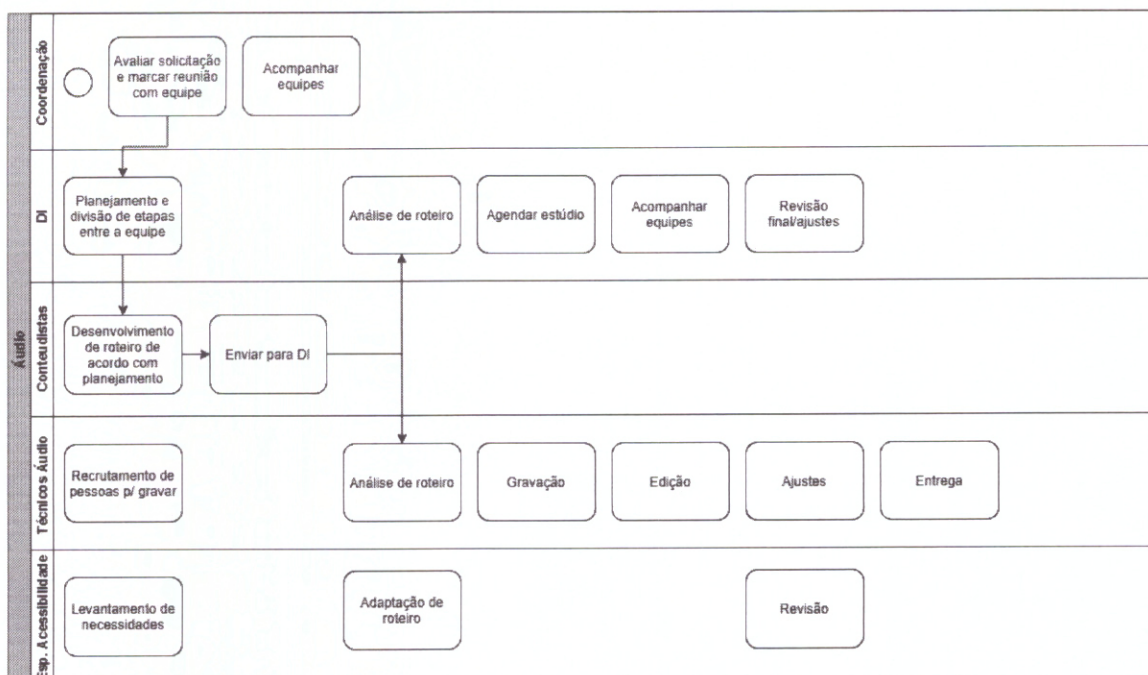 Áudio
Coordenação
Avaliar solicitação
e marcar reunião
com equipe
Acompanhar
equipes
DI
Planejamento e
divisão de etapas
entre a equipe
Análise de roteiro
Agendar estúdio
Acompanhar
equipes
Revisão
final/ajustes
Conteudistas
Desenvolvimento
de roteiro de
acordo com
planejamento
Enviar para DI
Técnicos Áudio
Recrutamento de
pessoas p/ gravar
Análise de roteiro
Gravação
Edição
Ajustes
Entrega
Esp. Acessibilidade
Levantamento de
necessidades
Adaptação de
roteiro
Revisão